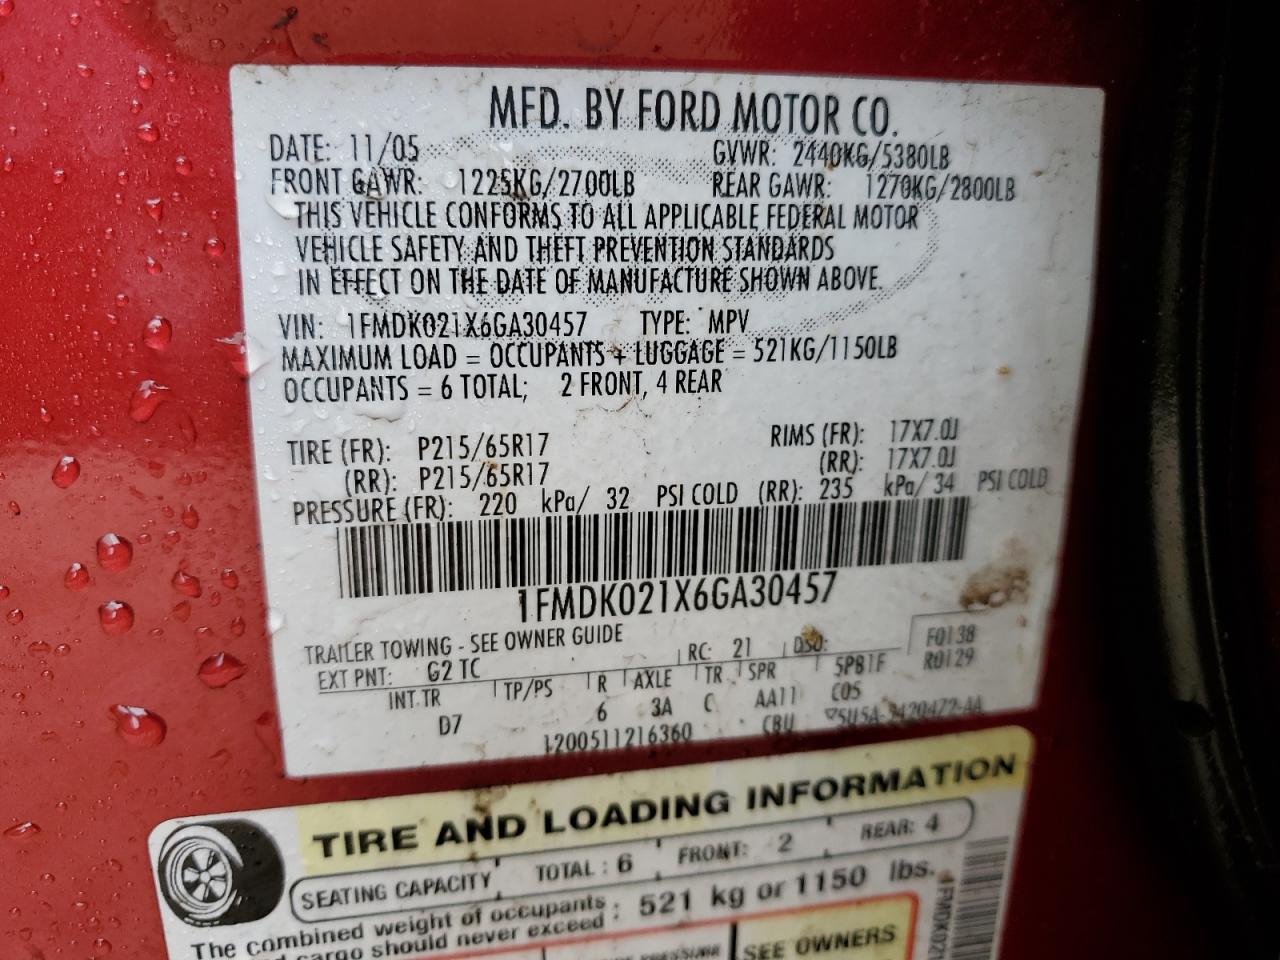 MFD. BY FORD MOTOR CO.
DATE: 11/05 GVWR: 2440KG/5380LB
FRONT GAWR: 1225KG/2700LB REAR GAWR: 1270KG/2800LB
THIS VEHICLE CONFORMS TO ALL APPLICABLE FEDERAL MOTOR
VEHICLE SAFETY AND THEFT PREVENTION STANDARDS
IN EFFECT ON THE DATE OF MANUFACTURE SHOWN ABOVE.
VIN: 1FMDK021X6GA30457 TYPE: MPV
MAXIMUM LOAD = OCCUPANTS + LUGGAGE = 521KG/1150LB
OCCUPANTS = 6 TOTAL; 2 FRONT, 4 REAR
TIRE (FR): P215/65R17 RIMS (FR): 17X7.0J
(RR): P215/65R17 (RR): 17X7.0J
PRESSURE (FR): 220 kPa/ 32 PSI COLD (RR): 235 kPa/ 34 PSI COLD
1FMDK021X6GA30457
TRAILER TOWING - SEE OWNER GUIDE
EXT PNT: G2 TC RC: 21 DSO: F0138
R0129
INT TR TP/PS R AXLE TR SPR 5P81F
D7 6 3A C AA11 C05
1200511216360 CBU
TIRE AND LOADING INFORMATION
SEATING CAPACITY TOTAL : 6 FRONT: 2 REAR: 4
The combined weight of occupants : 521 kg or 1150 lbs.
cargo should never exceed
SEE OWNERS